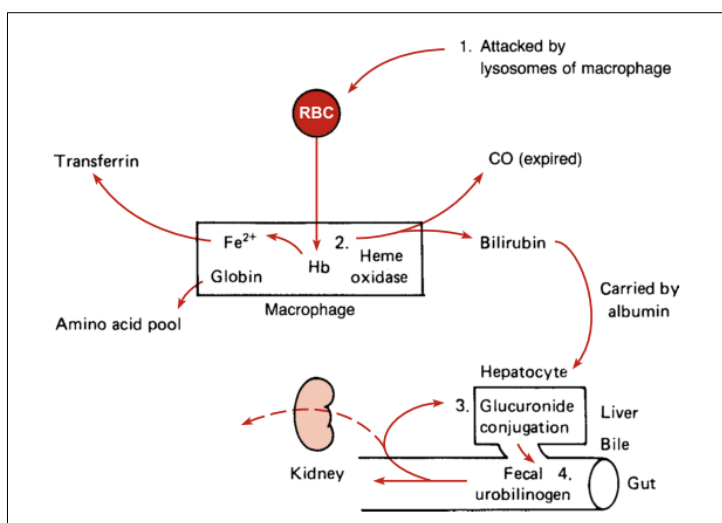 1. Attacked by
lysosomes of macrophage
RBC
Transferrin
CO (expired)
Fe2+
2.
Hb
Heme
oxidase
Bilirubin
Globin
Macrophage
Amino acid pool
Carried by
albumin
Hepatocyte
3.
Glucuronide
conjugation
Liver
Bile
Kidney
Fecal 4.
urobilinogen
Gut